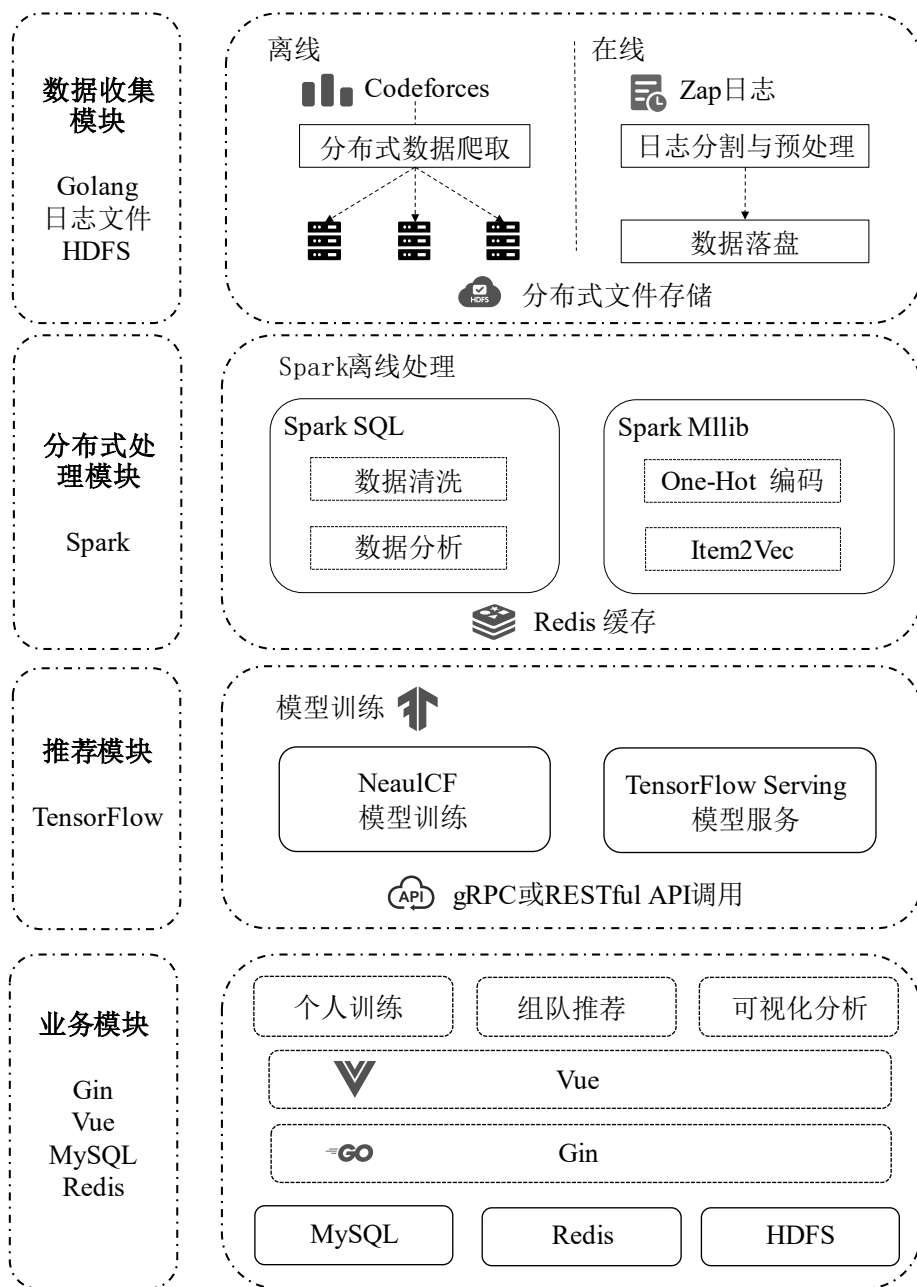 数据收集
模块
Golang
日志文件
HDFS
离线
在线
Codeforces
Zap日志
分布式数据爬取
日志分割与预处理
数据落盘
HDFS
分布式文件存储
分布式处
理模块
Spark
Spark离线处理
Spark SQL
数据清洗
数据分析
Spark Mllib
One-Hot 编码
Item2Vec
Redis 缓存
推荐模块
TensorFlow
模型训练
NeaulCF
模型训练
TensorFlow Serving
模型服务
API
gRPC或RESTful API调用
业务模块
Gin
Vue
MySQL
Redis
个人训练
组队推荐
可视化分析
Vue
GO
Gin
MySQL
Redis
HDFS